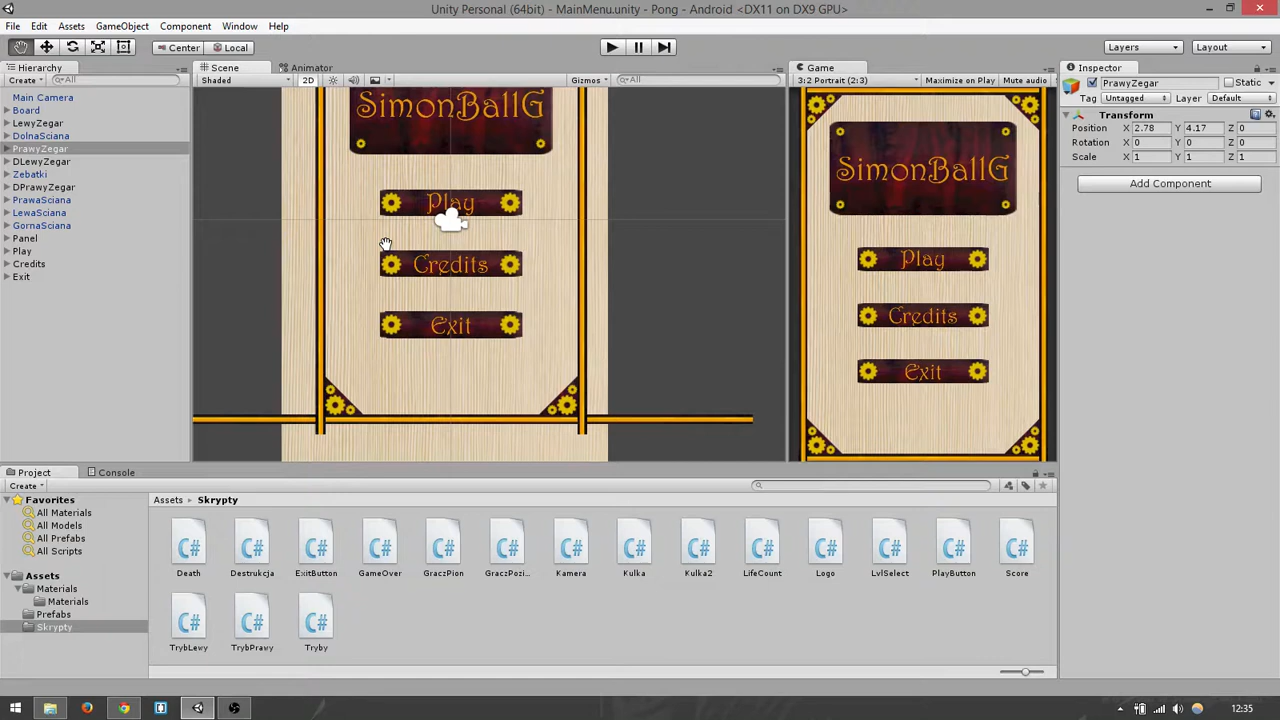 Unity Personal (64bit) - MainMenu.unity - Pong - Android <DX11 on DX9 GPU>
File Edit Assets GameObject Component Window Help
Center Local Layers Layout
Hierarchy Scene Animator Game Inspector
Create All Shaded 2D Gizmos All 3:2 Portrait (2:3) Maximize on Play Mute audio PrawyZegar Static
Tag Untagged Layer Default
Main Camera
Board
LewyZegar
DolnaSciana
PrawyZegar
DLewyZegar
Zebatki
DPrawyZegar
PrawaSciana
LewaSciana
GornaSciana
Panel
Play
Credits
Exit
SimonBallG
Play
Credits
Exit
SimonBallG
Play
Credits
Exit
Transform
Position X 2.78 Y 4.17 Z 0
Rotation X 0 Y 0 Z 0
Scale X 1 Y 1 Z 1
Add Component
Project Console
Create
Favorites
All Materials
All Models
All Prefabs
All Scripts
Assets
Materials
Materials
Prefabs
Skrypty
Assets Skrypty
C# C# C# C# C# C# C# C# C# C# C# C# C# C#
Death Destrukcja ExitButton GameOver GraczPion GraczPozi... Kamera Kulka Kulka2 LifeCount Logo LvlSelect PlayButton Score
C# C# C#
TrybLewy TrybPrawy Tryby
12:35